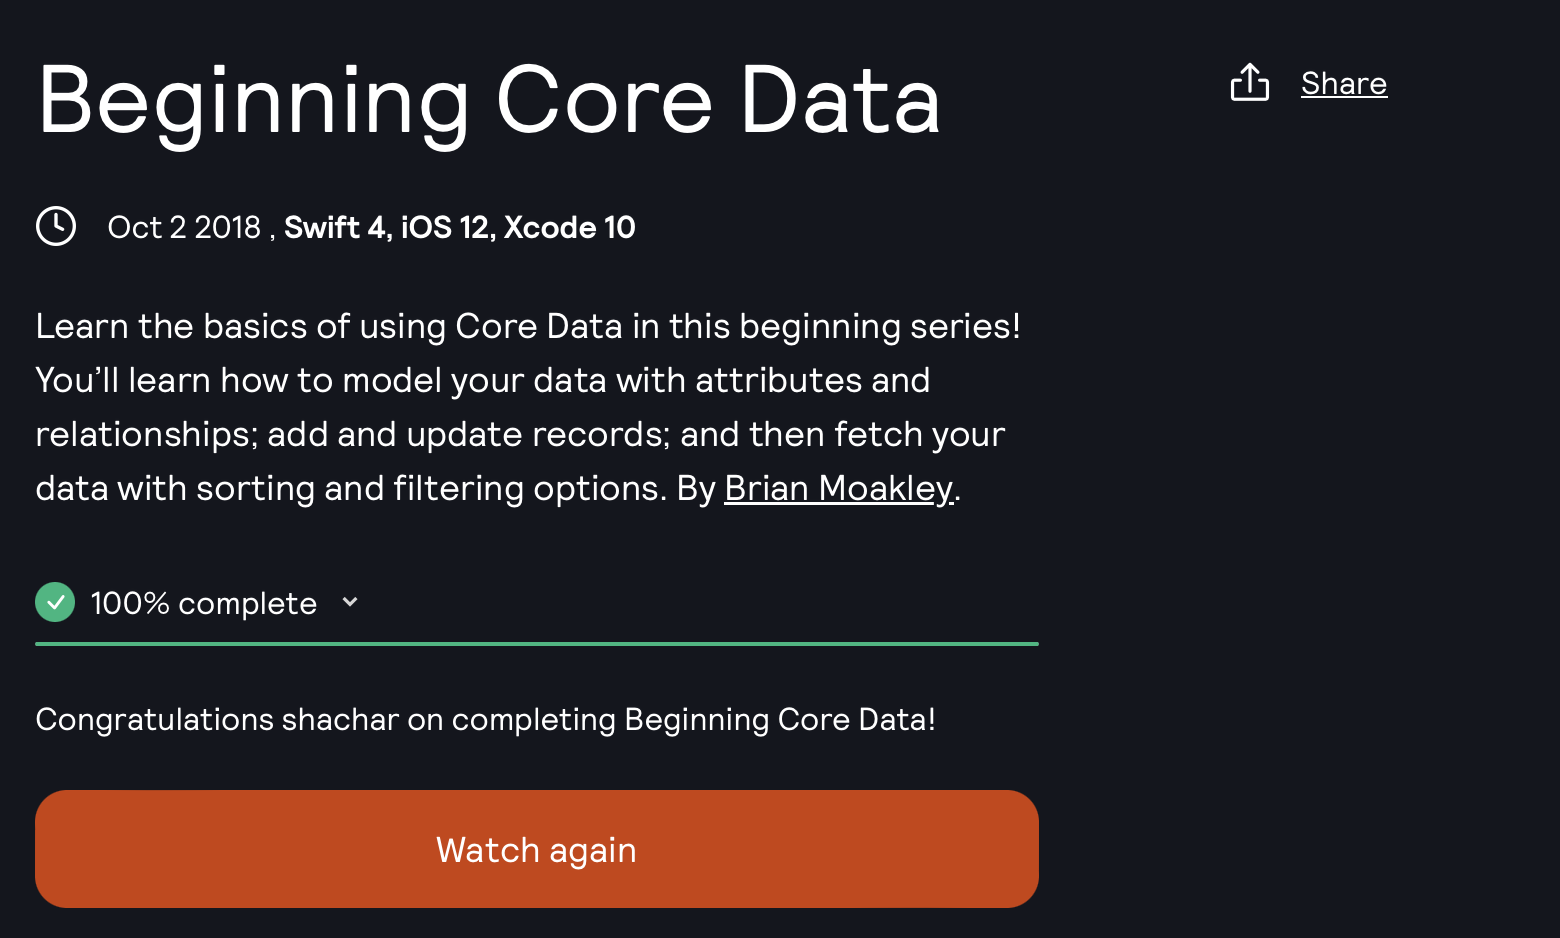 Beginning Core Data
Share
Oct 2 2018 , Swift 4, iOS 12, Xcode 10
Learn the basics of using Core Data in this beginning series!
You’ll learn how to model your data with attributes and
relationships; add and update records; and then fetch your
data with sorting and filtering options. By Brian Moakley.
100% complete
Congratulations shachar on completing Beginning Core Data!
Watch again